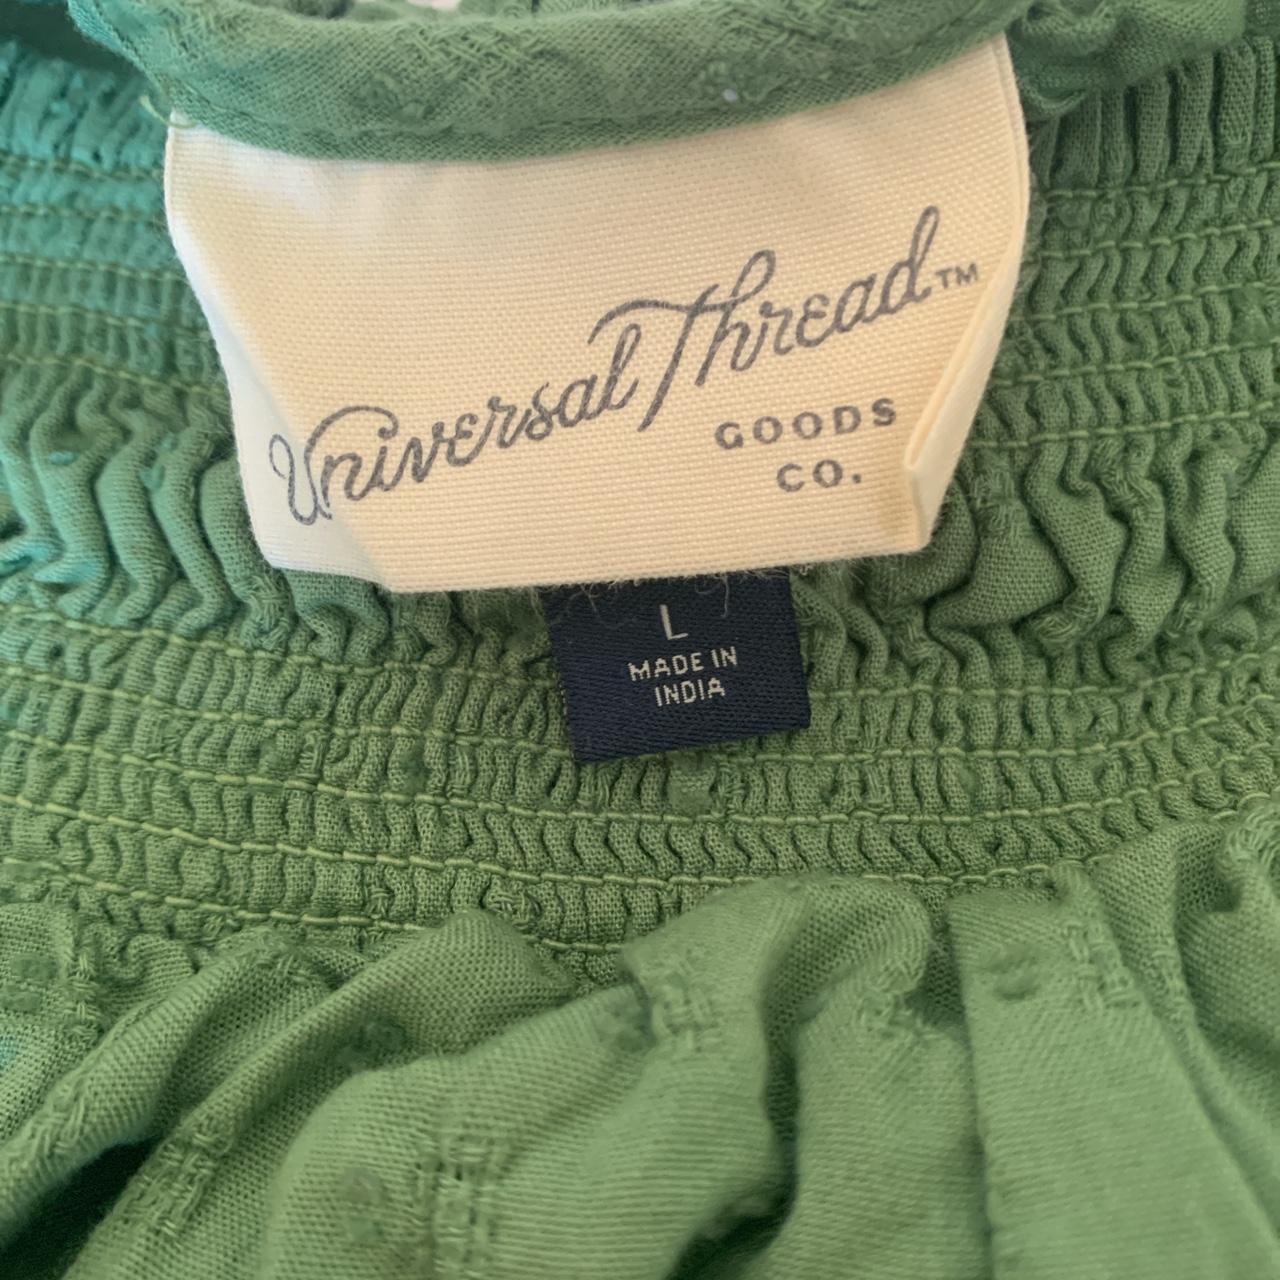 Universal Thread™
GOODS
CO.
L
MADE IN
INDIA